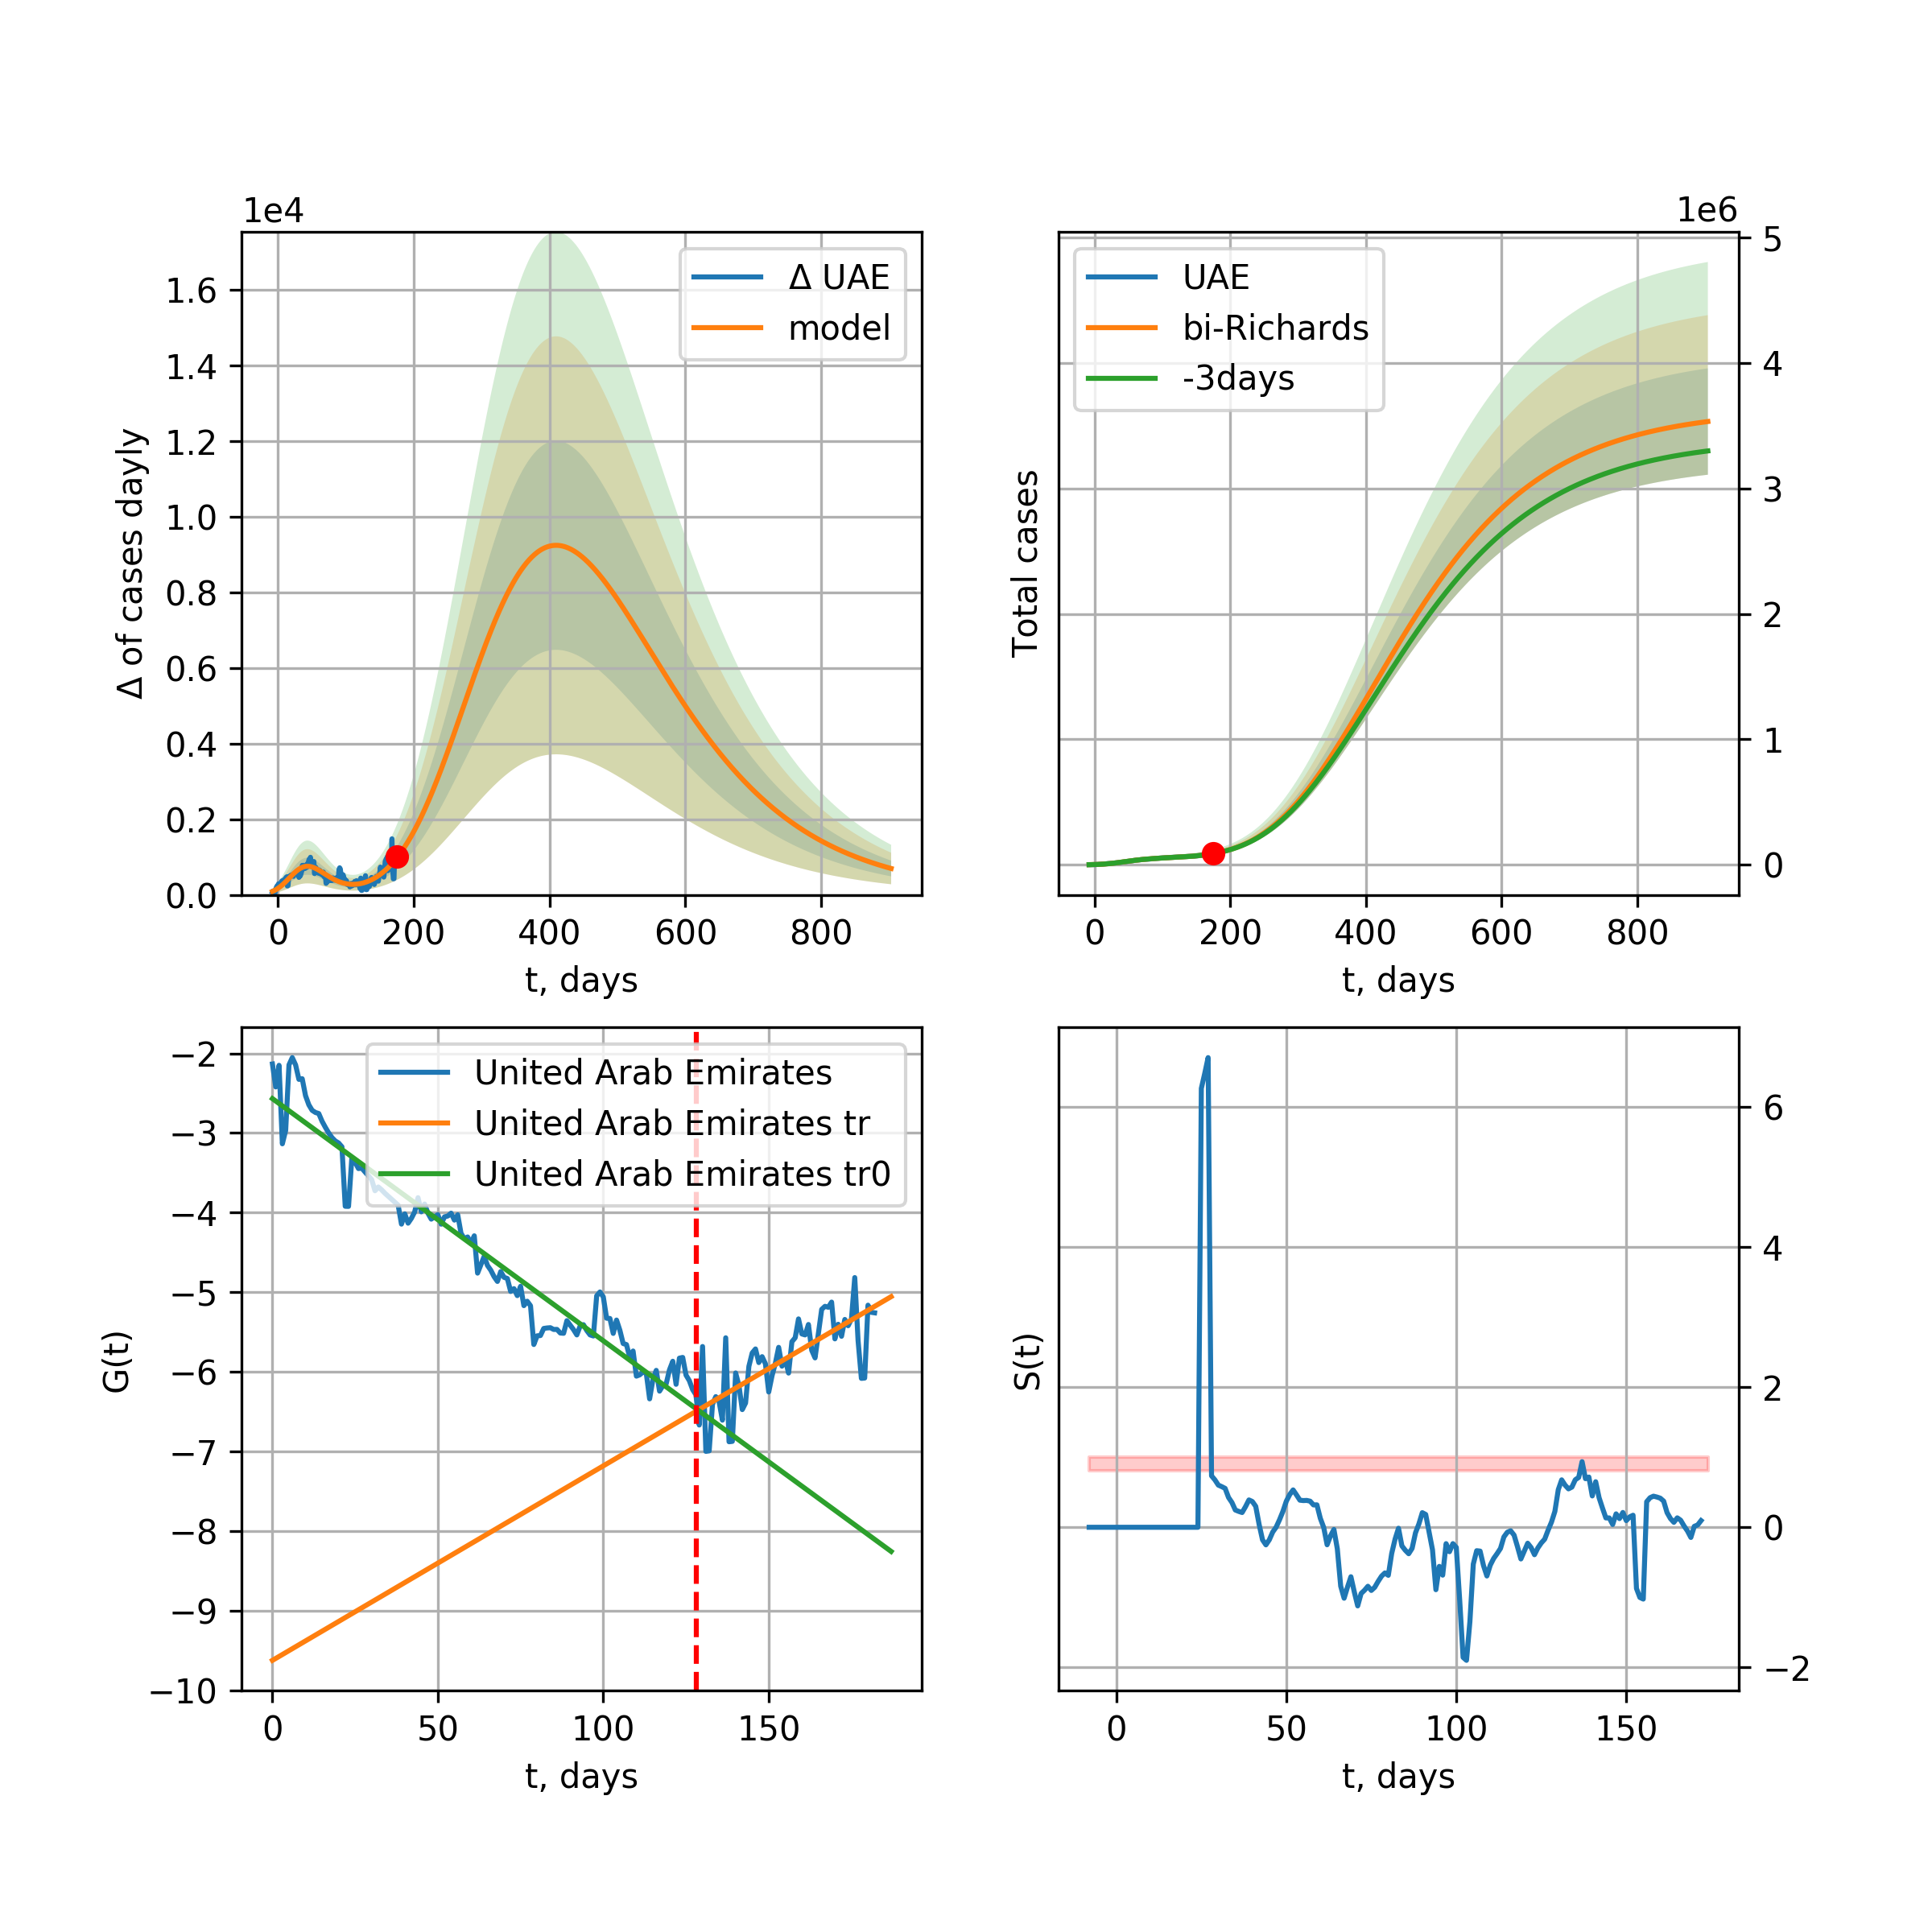 1e4
Δ of cases dayly
1.6
1.4
1.2
1.0
0.8
0.6
0.4
0.2
0.0
Δ UAE
model
0 200 400 600 800
t, days
1e6
Total cases
UAE
bi-Richards
-3days
5
4
3
2
1
0
0 200 400 600 800
t, days
G(t)
−2
−3
−4
−5
−6
−7
−8
−9
−10
United Arab Emirates
United Arab Emirates tr
United Arab Emirates tr0
0 50 100 150
t, days
S(t)
6
4
2
0
−2
0 50 100 150
t, days